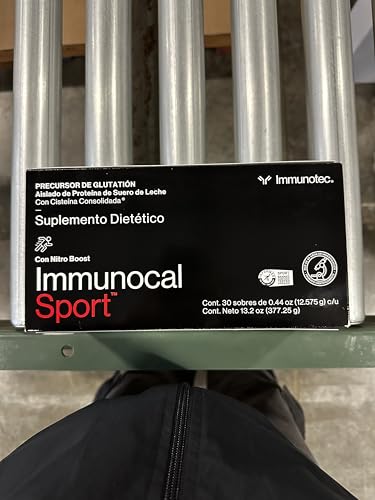 PRECURSOR DE GLUTATIÓN
Aislado de Proteína de Suero de Leche
Con Cisteína Consolidada®
Immunotec®
Suplemento Dietético
Con Nitro Boost
Immunocal
Sport™
Cont. 30 sobres de 0.44 oz (12.575 g) c/u
Cont. Neto 13.2 oz (377.25 g)